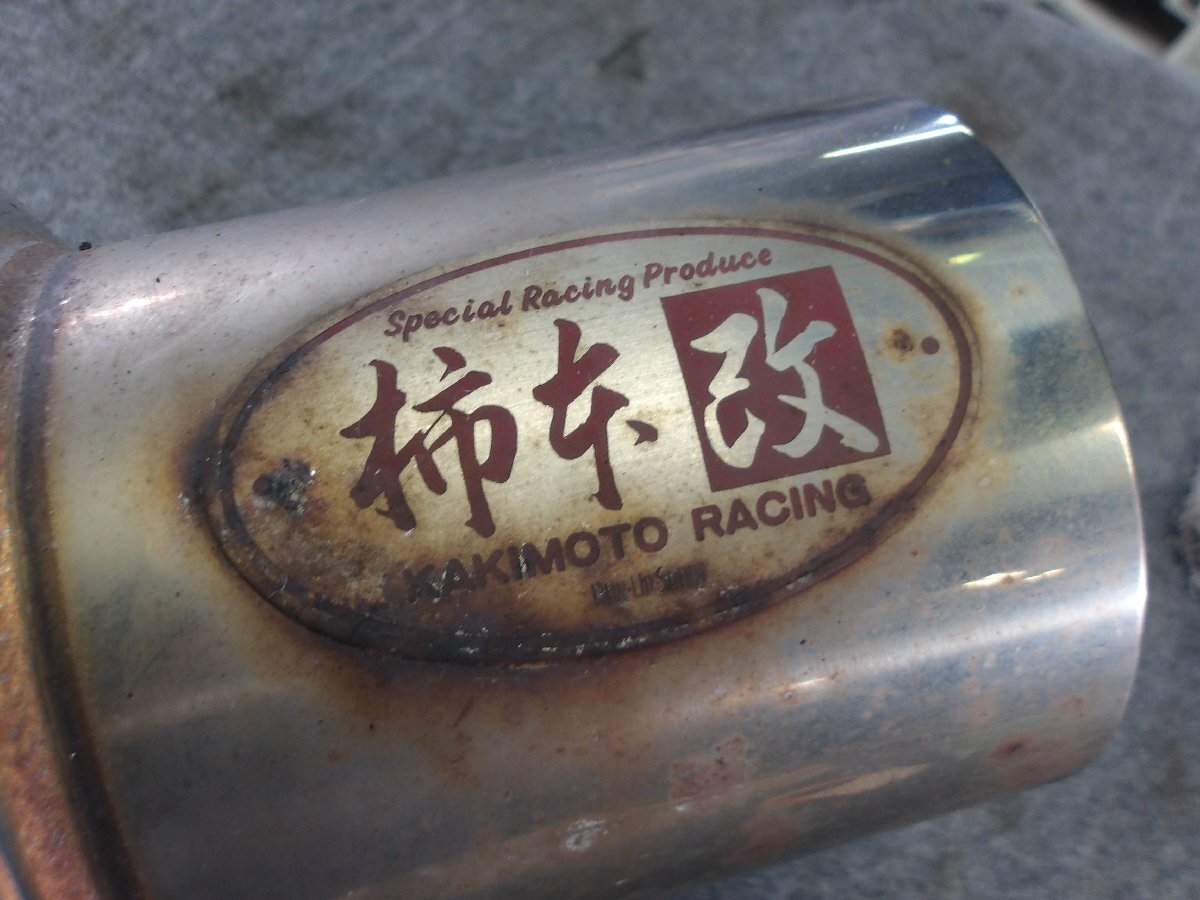 Special Racing Produce
柿本改
KAKIMOTO RACING